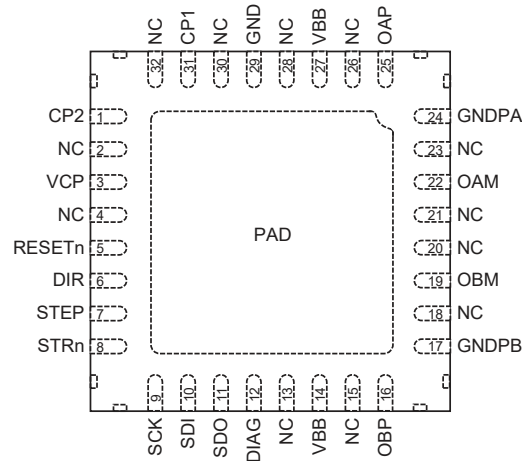 NC CP1 NC GND NC VBB NC OAP
32 31 30 29 28 27 26 25
CP2 1
NC 2
VCP 3
NC 4
RESETn 5
DIR 6
STEP 7
STRn 8
PAD
24 GNDPA
23 NC
22 OAM
21 NC
20 NC
19 OBM
18 NC
17 GNDPB
9 10 11 12 13 14 15 16
SCK SDI SDO DIAG NC VBB NC OBP